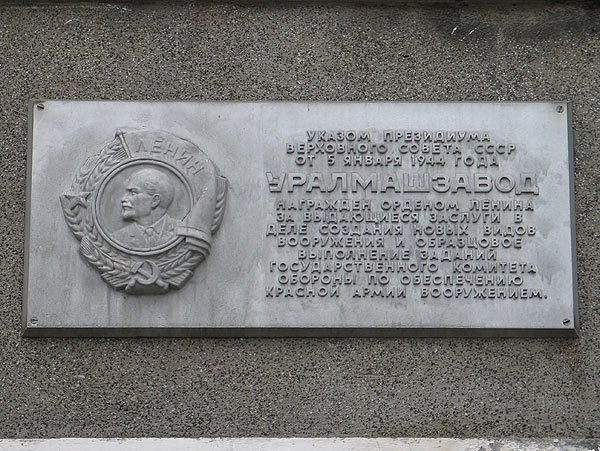 ЛЕНИН
УКАЗОМ ПРЕЗИДИУМА
ВЕРХОВНОГО СОВЕТА СССР
ОТ 5 ЯНВАРЯ 1944 ГОДА
УРАЛМАШЗАВОД
НАГРАЖДЕН ОРДЕНОМ ЛЕНИНА
ЗА ВЫДАЮЩИЕСЯ ЗАСЛУГИ В
ДЕЛЕ СОЗДАНИЯ НОВЫХ ВИДОВ
ВООРУЖЕНИЯ И ОБРАЗЦОВОЕ
ВЫПОЛНЕНИЕ ЗАДАНИЙ
ГОСУДАРСТВЕННОГО КОМИТЕТА
ОБОРОНЫ ПО ОБЕСПЕЧЕНИЮ
КРАСНОЙ АРМИИ ВООРУЖЕНИЕМ.